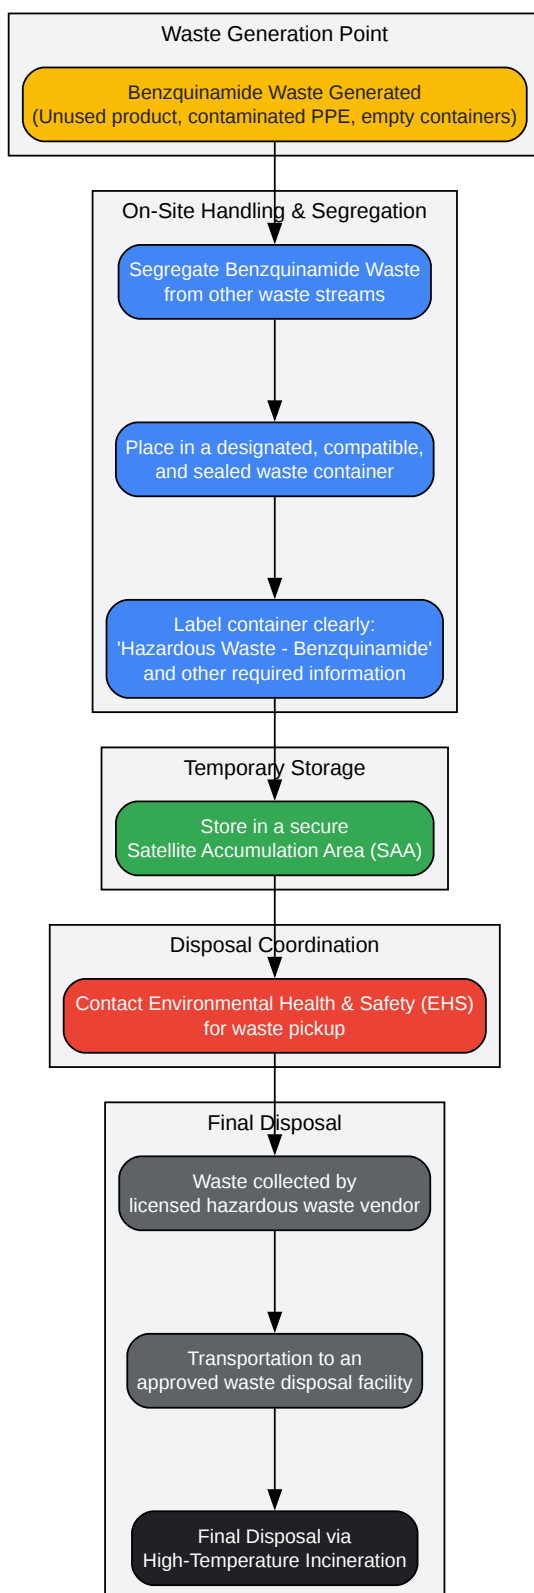 Waste Generation Point
Benzquinamide Waste Generated
(Unused product, contaminated PPE, empty containers)
On-Site Handling & Segregation
Segregate Benzquinamide Waste
from other waste streams
Place in a designated, compatible,
and sealed waste container
Label container clearly:
'Hazardous Waste - Benzquinamide'
and other required information
Temporary Storage
Store in a secure
Satellite Accumulation Area (SAA)
Disposal Coordination
Contact Environmental Health & Safety (EHS)
for waste pickup
Final Disposal
Waste collected by
licensed hazardous waste vendor
Transportation to an
approved waste disposal facility
Final Disposal via
High-Temperature Incineration